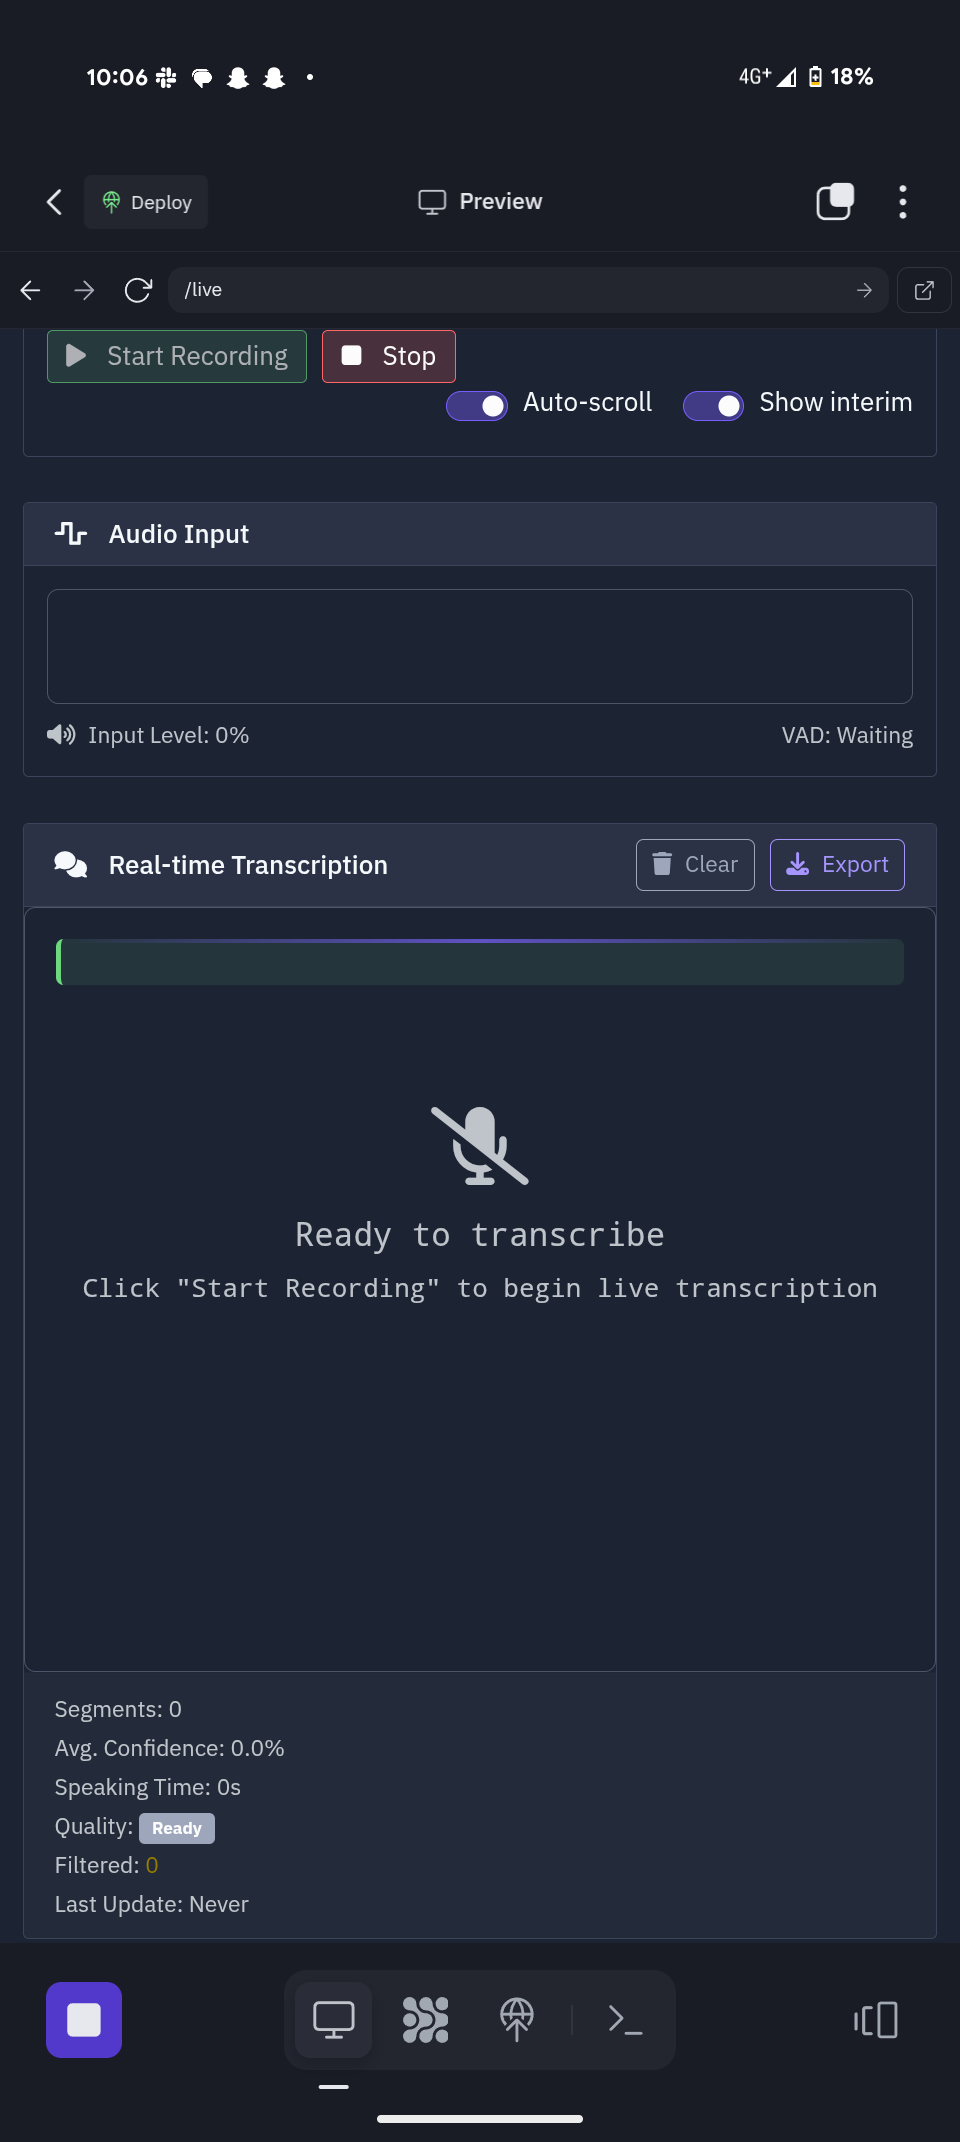 10:06
4G+ 18%
Deploy
Preview
/live
Start Recording
Stop
Auto-scroll
Show interim
Audio Input
Input Level: 0%
VAD: Waiting
Real-time Transcription
Clear
Export
Ready to transcribe
Click "Start Recording" to begin live transcription
Segments: 0
Avg. Confidence: 0.0%
Speaking Time: 0s
Quality: Ready
Filtered: 0
Last Update: Never